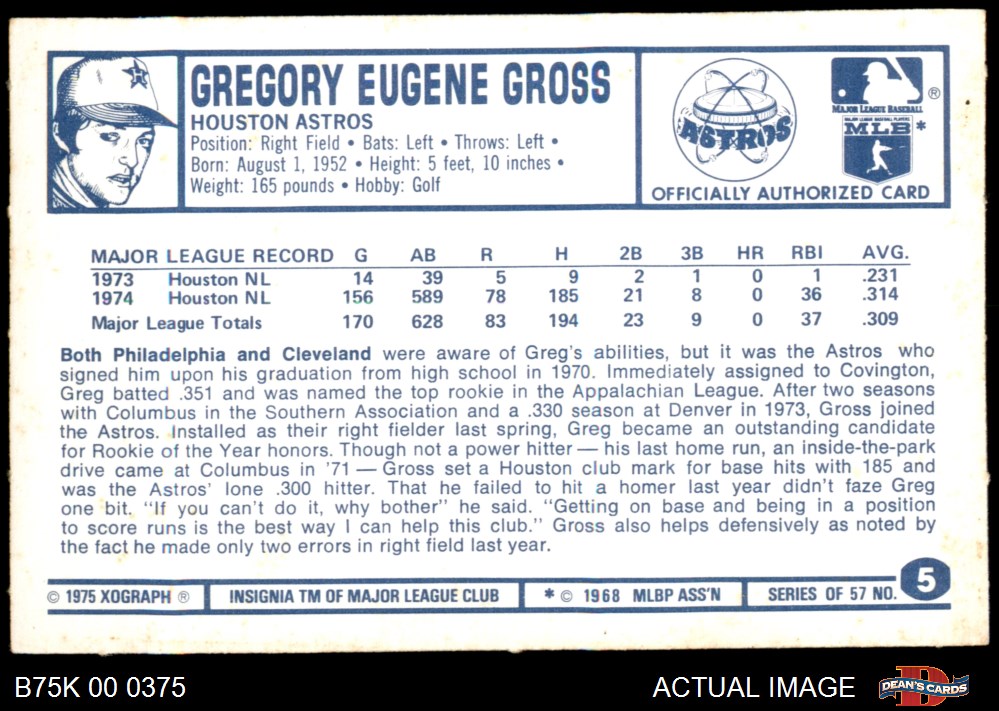 GREGORY EUGENE GROSS
HOUSTON ASTROS
Position: Right Field • Bats: Left • Throws: Left •
Born: August 1, 1952 • Height: 5 feet, 10 inches •
Weight: 165 pounds • Hobby: Golf
ASTROS
MAJOR LEAGUE BASEBALL ®
MAJOR LEAGUE BASEBALL PLAYERS
MLB *
OFFICIALLY AUTHORIZED CARD
MAJOR LEAGUE RECORD G AB R H 2B 3B HR RBI AVG.
1973 Houston NL 14 39 5 9 2 1 0 1 .231
1974 Houston NL 156 589 78 185 21 8 0 36 .314
Major League Totals 170 628 83 194 23 9 0 37 .309
Both Philadelphia and Cleveland were aware of Greg's abilities, but it was the Astros who
signed him upon his graduation from high school in 1970. Immediately assigned to Covington,
Greg batted .351 and was named the top rookie in the Appalachian League. After two seasons
with Columbus in the Southern Association and a .330 season at Denver in 1973, Gross joined
the Astros. Installed as their right fielder last spring, Greg became an outstanding candidate
for Rookie of the Year honors. Though not a power hitter — his last home run, an inside-the-park
drive came at Columbus in '71 — Gross set a Houston club mark for base hits with 185 and
was the Astros' lone .300 hitter. That he failed to hit a homer last year didn't faze Greg
one bit. "If you can't do it, why bother" he said. "Getting on base and being in a position
to score runs is the best way I can help this club." Gross also helps defensively as noted by
the fact he made only two errors in right field last year.
© 1975 XOGRAPH ® INSIGNIA TM OF MAJOR LEAGUE CLUB * © 1968 MLBP ASS'N SERIES OF 57 NO. 5
B75K 00 0375 ACTUAL IMAGE DEAN'S CARDS